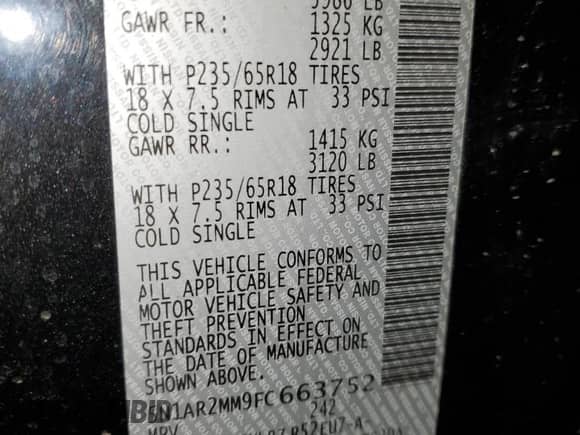 GAWR FR.: 1325 KG
2921 LB
WITH P235/65R18 TIRES
18 X 7.5 RIMS AT 33 PSI
COLD SINGLE
GAWR RR.: 1415 KG
3120 LB
WITH P235/65R18 TIRES
18 X 7.5 RIMS AT 33 PSI
COLD SINGLE
THIS VEHICLE CONFORMS TO
ALL APPLICABLE FEDERAL
MOTOR VEHICLE SAFETY AND
THEFT PREVENTION
STANDARDS IN EFFECT ON
THE DATE OF MANUFACTURE
SHOWN ABOVE.
5N1AR2MM9FC663752
242
MPV